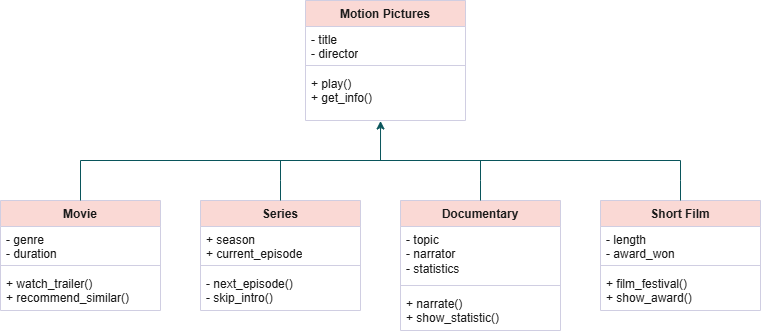 Motion Pictures
- title
- director
+ play()
+ get_info()
Movie
- genre
- duration
+ watch_trailer()
+ recommend_similar()
Series
+ season
+ current_episode
- next_episode()
- skip_intro()
Documentary
- topic
- narrator
- statistics
+ narrate()
+ show_statistic()
Short Film
- length
- award_won
+ film_festival()
+ show_award()